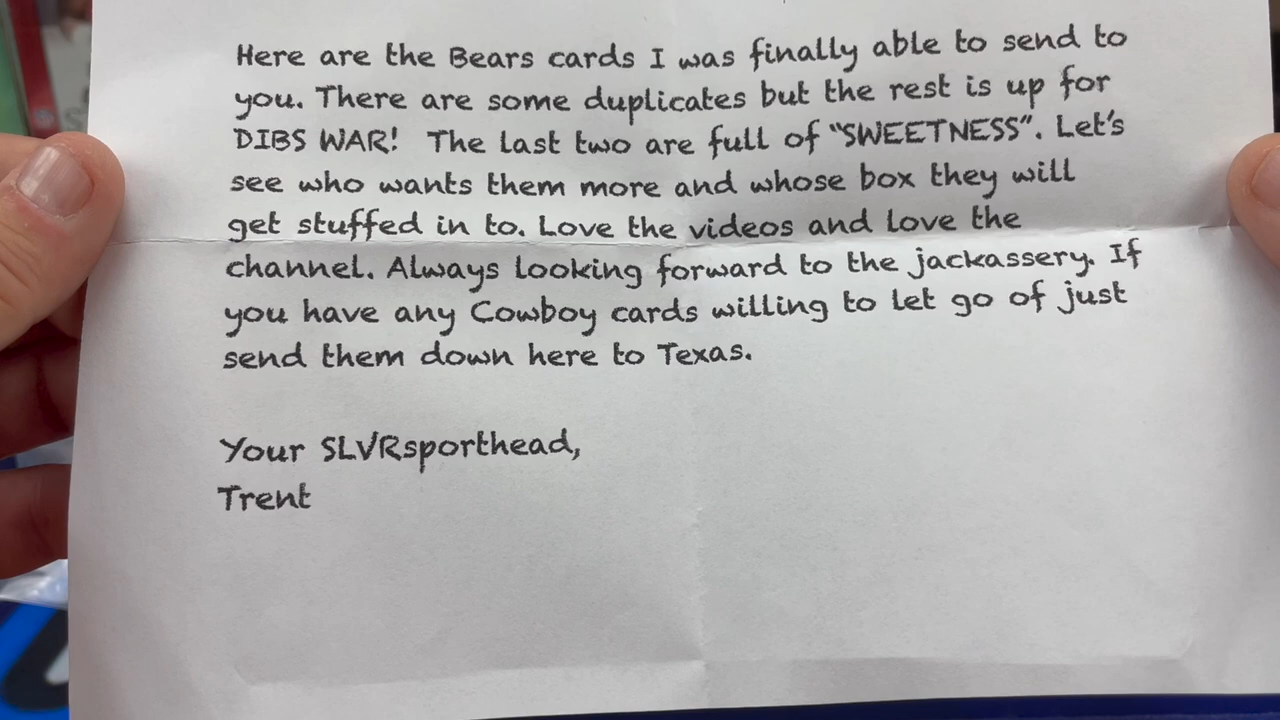 Here are the Bears cards I was finally able to send to
you. There are some duplicates but the rest is up for
DIBS WAR! The last two are full of "SWEETNESS". Let's
see who wants them more and whose box they will
get stuffed in to. Love the videos and love the
channel. Always looking forward to the jackassery. If
you have any Cowboy cards willing to let go of just
send them down here to Texas.
Your SLVRsporthead,
Trent